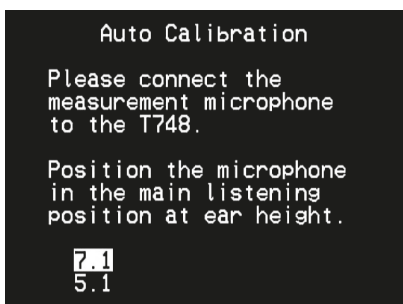 Auto Calibration
Please connect the
measurement microphone
to the T748.
Position the microphone
in the main listening
position at ear height.
7.1
5.1